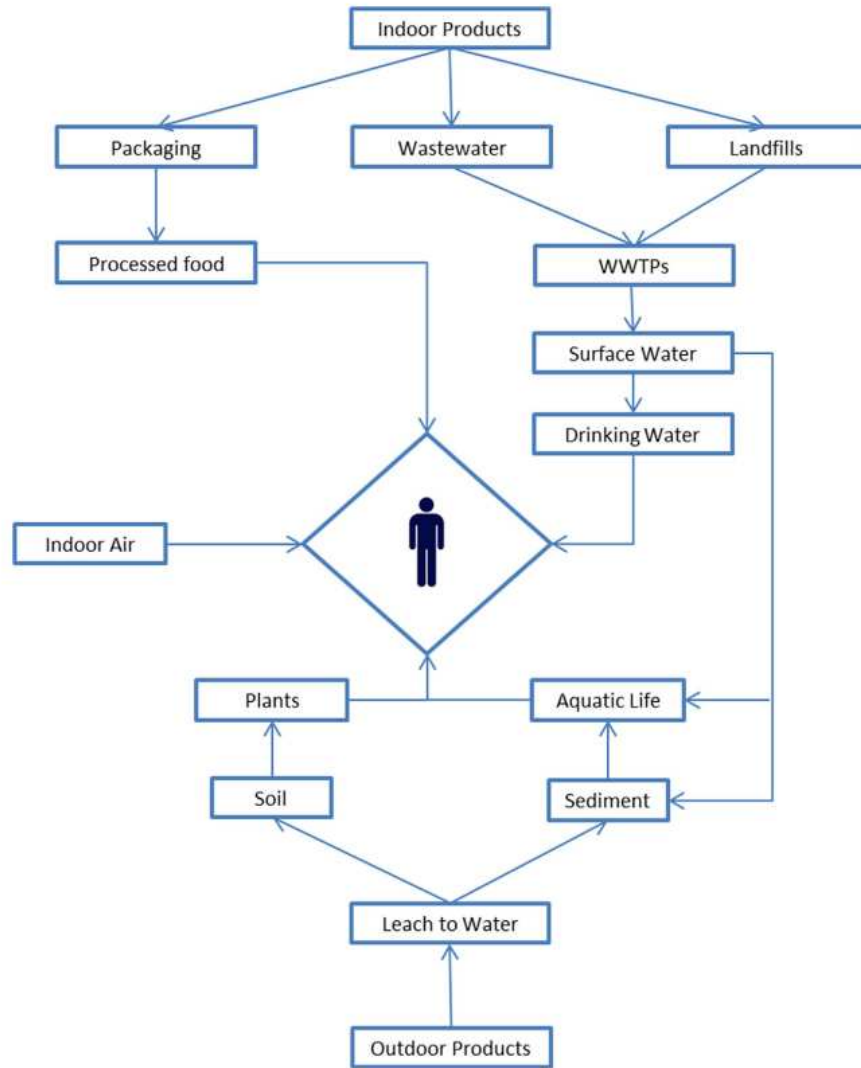 Indoor Products
Packaging
Wastewater
Landfills
Processed food
WWTPs
Surface Water
Drinking Water
Indoor Air
Plants
Aquatic Life
Soil
Sediment
Leach to Water
Outdoor Products